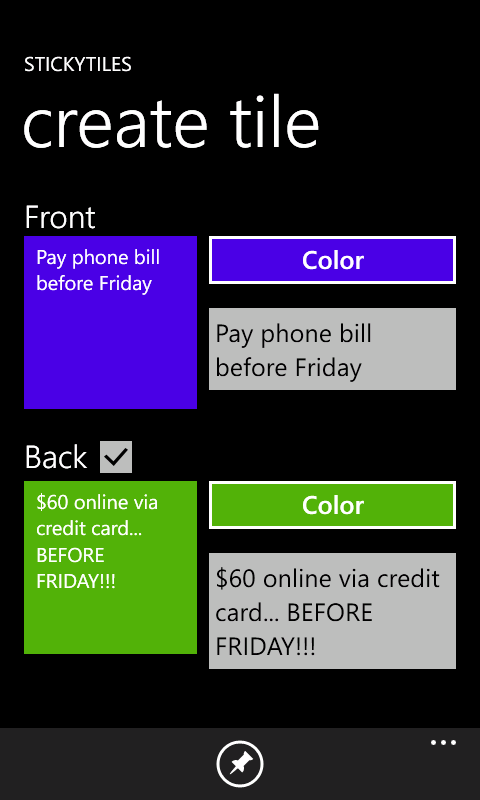 STICKYTILES
create tile
Front
Pay phone bill
before Friday
Color
Pay phone bill
before Friday
Back
$60 online via
credit card...
BEFORE
FRIDAY!!!
Color
$60 online via credit
card... BEFORE
FRIDAY!!!